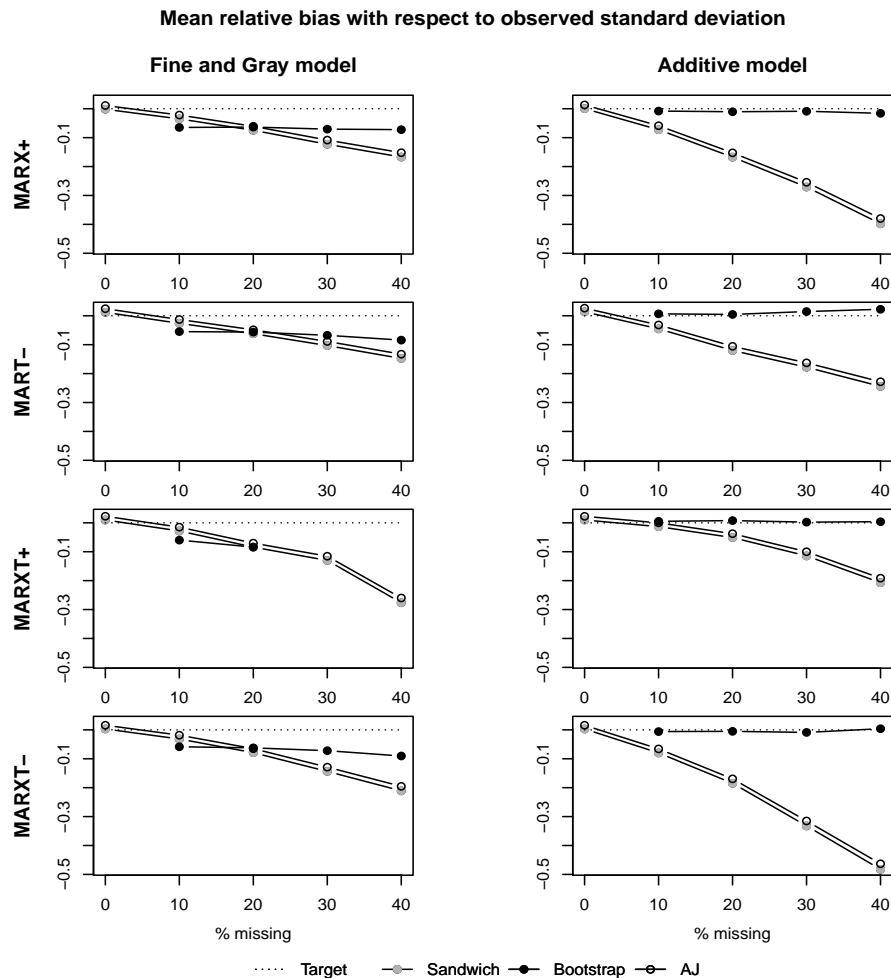 Mean relative bias with respect to observed standard deviation
Fine and Gray model
Additive model
MARX+
−0.5 −0.3 −0.1
0 10 20 30 40
−0.5 −0.3 −0.1
0 10 20 30 40
MART−
−0.5 −0.3 −0.1
0 10 20 30 40
−0.5 −0.3 −0.1
0 10 20 30 40
MARXT+
−0.5 −0.3 −0.1
0 10 20 30 40
−0.5 −0.3 −0.1
0 10 20 30 40
MARXT−
−0.5 −0.3 −0.1
0 10 20 30 40
% missing
−0.5 −0.3 −0.1
0 10 20 30 40
% missing
Target Sandwich Bootstrap AJ